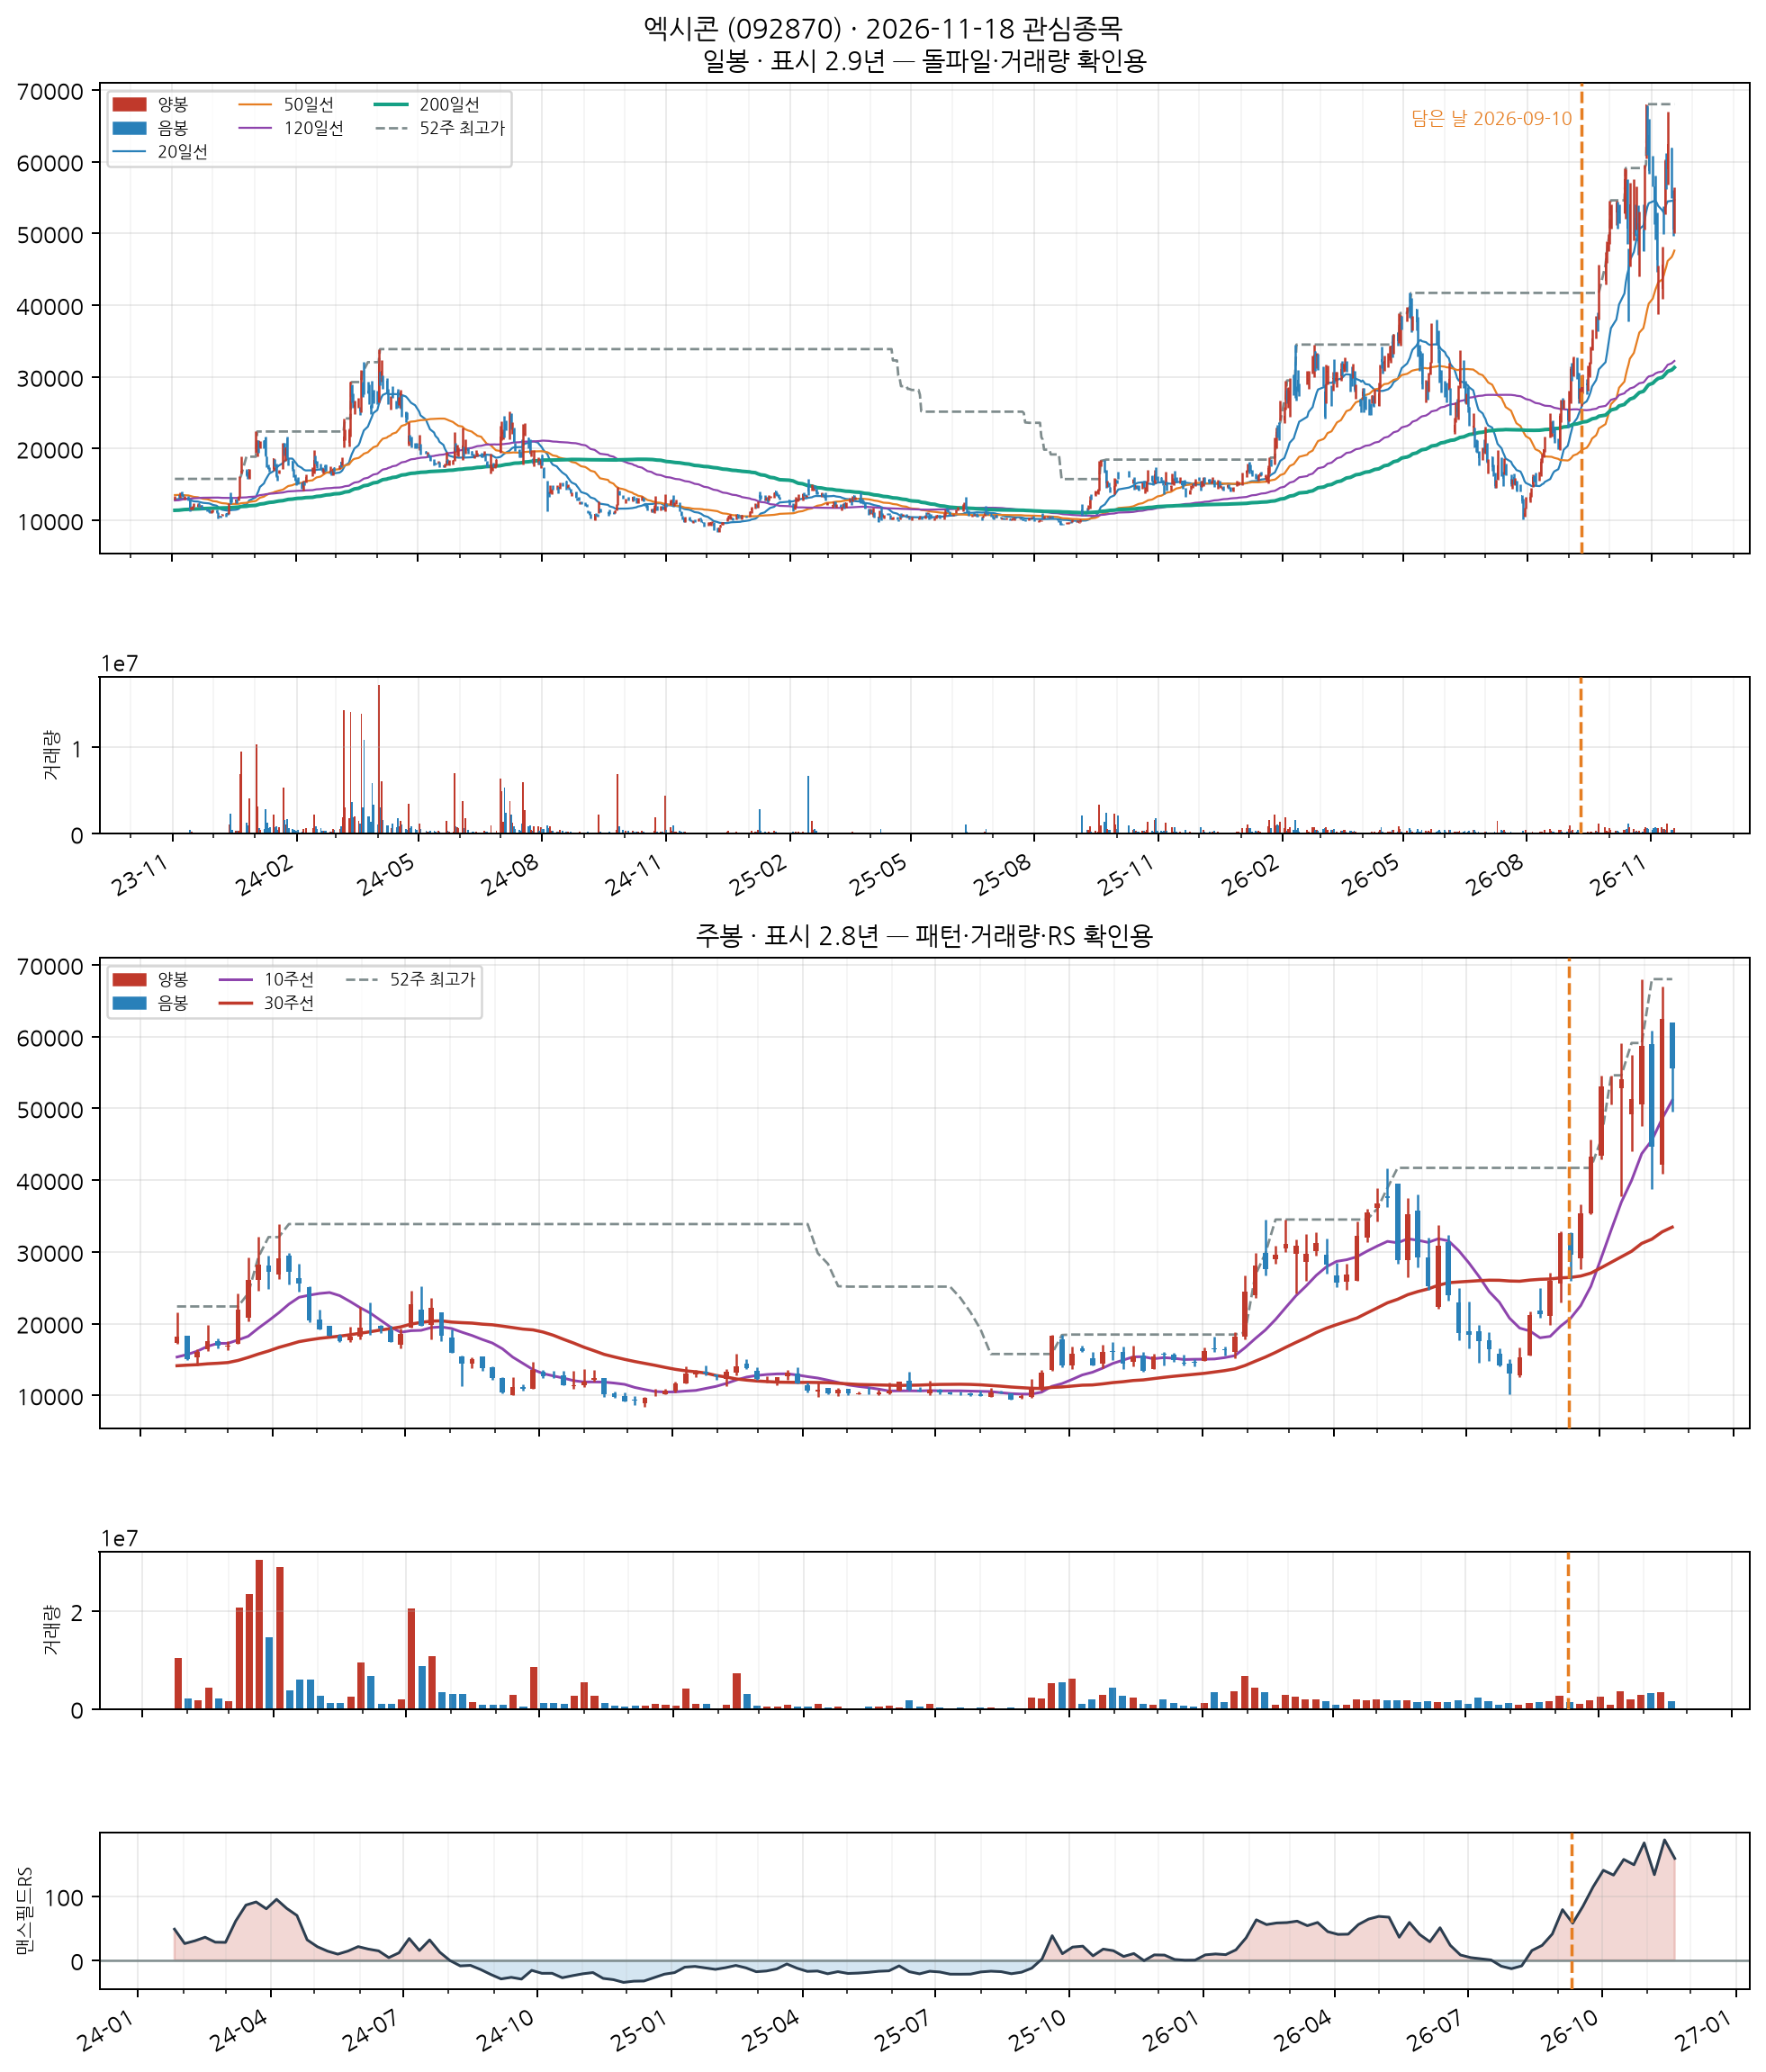 엑시콘 (092870) · 2026-11-18 관심종목
일봉 · 표시 2.9년 — 돌파일·거래량 확인용
양봉
음봉
20일선
50일선
120일선
200일선
52주 최고가
담은 날 2026-09-10
70000
60000
50000
40000
30000
20000
10000
1e7
거래량
1
0
23-11
24-02
24-05
24-08
24-11
25-02
25-05
25-08
25-11
26-02
26-05
26-08
26-11
주봉 · 표시 2.8년 — 패턴·거래량·RS 확인용
양봉
음봉
10주선
30주선
52주 최고가
70000
60000
50000
40000
30000
20000
10000
1e7
거래량
2
0
맨스필드RS
100
0
24-01
24-04
24-07
24-10
25-01
25-04
25-07
25-10
26-01
26-04
26-07
26-10
27-01